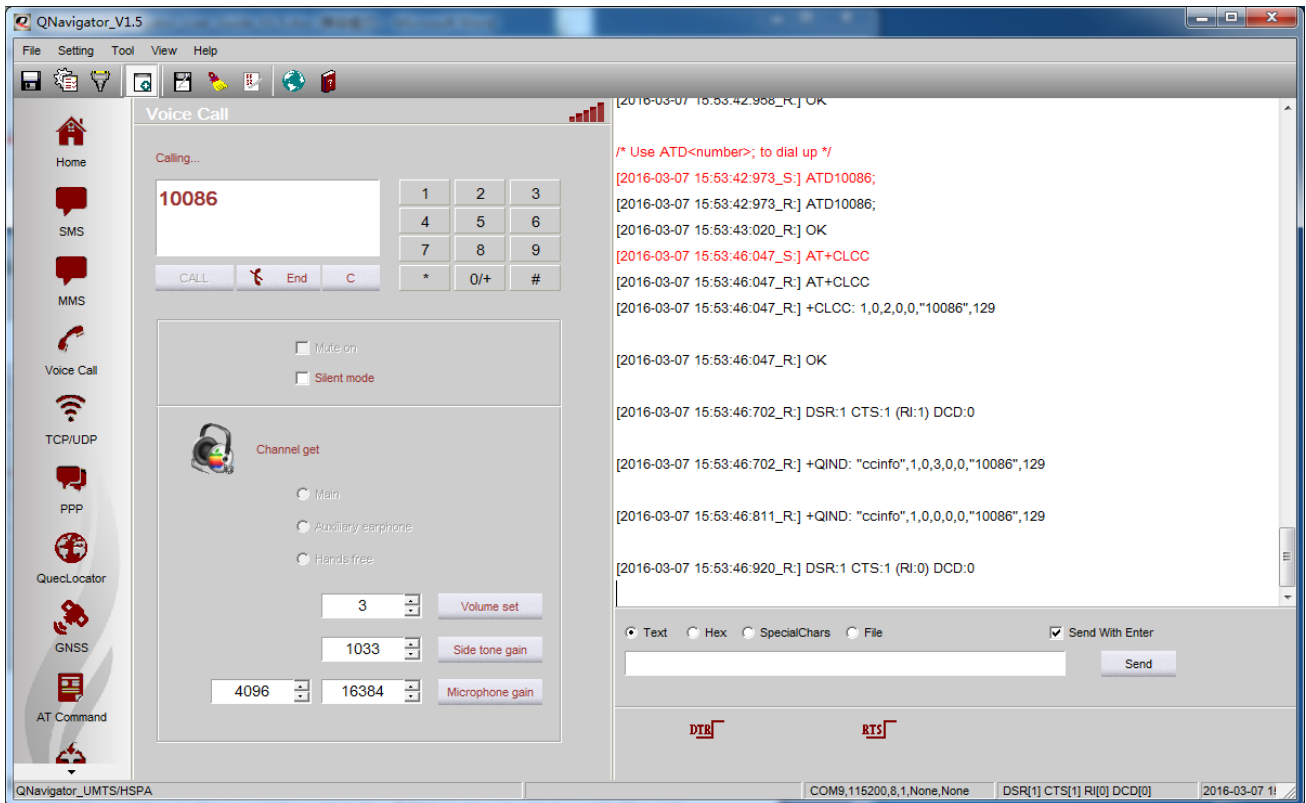 QNavigator_V1.5
File Setting Tool View Help
Home
SMS
MMS
Voice Call
TCP/UDP
PPP
QuecLocator
GNSS
AT Command
Voice Call
Calling...
10086
1 2 3
4 5 6
7 8 9
* 0/+ #
CALL End C
Mute on
Silent mode
Channel get
Main
Auxiliary earphone
Hands free
3 Volume set
1033 Side tone gain
4096 16384 Microphone gain
[2016-03-07 15:53:42:958_R:] OK
/* Use ATD<number>; to dial up */
[2016-03-07 15:53:42:973_S:] ATD10086;
[2016-03-07 15:53:42:973_R:] ATD10086;
[2016-03-07 15:53:43:020_R:] OK
[2016-03-07 15:53:46:047_S:] AT+CLCC
[2016-03-07 15:53:46:047_R:] AT+CLCC
[2016-03-07 15:53:46:047_R:] +CLCC: 1,0,2,0,0,"10086",129
[2016-03-07 15:53:46:047_R:] OK
[2016-03-07 15:53:46:702_R:] DSR:1 CTS:1 (RI:1) DCD:0
[2016-03-07 15:53:46:702_R:] +QIND: "ccinfo",1,0,3,0,0,"10086",129
[2016-03-07 15:53:46:811_R:] +QIND: "ccinfo",1,0,0,0,0,"10086",129
[2016-03-07 15:53:46:920_R:] DSR:1 CTS:1 (RI:0) DCD:0
Text Hex SpecialChars File Send With Enter
Send
DTR RTS
QNavigator_UMTS/HSPA COM9,115200,8,1,None,None DSR[1] CTS[1] RI[0] DCD[0] 2016-03-07